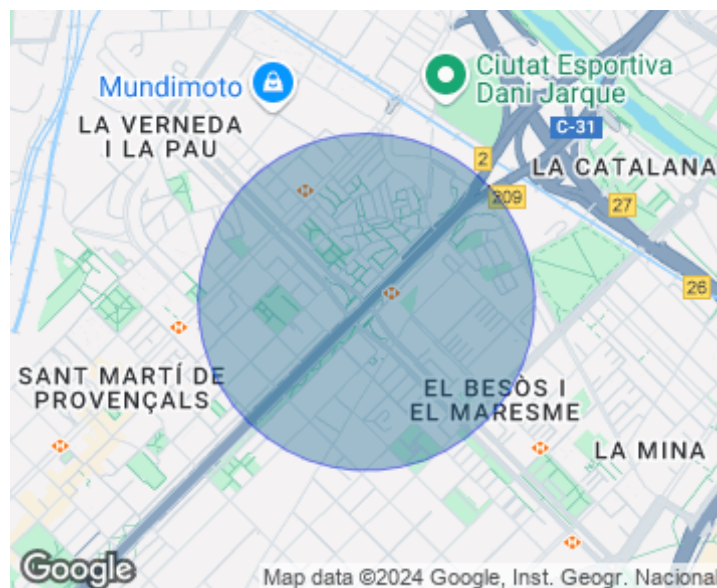 Ciutat Esportiva
Dani Jarque
Mundimoto
C-31
LA VERNEDA
I LA PAU
2
LA CATALANA
209
27
26
SANT MARTÍ DE
PROVENÇALS
EL BESÒS I
EL MARESME
LA MINA
Google
Map data ©2024 Google, Inst. Geogr. Nacional